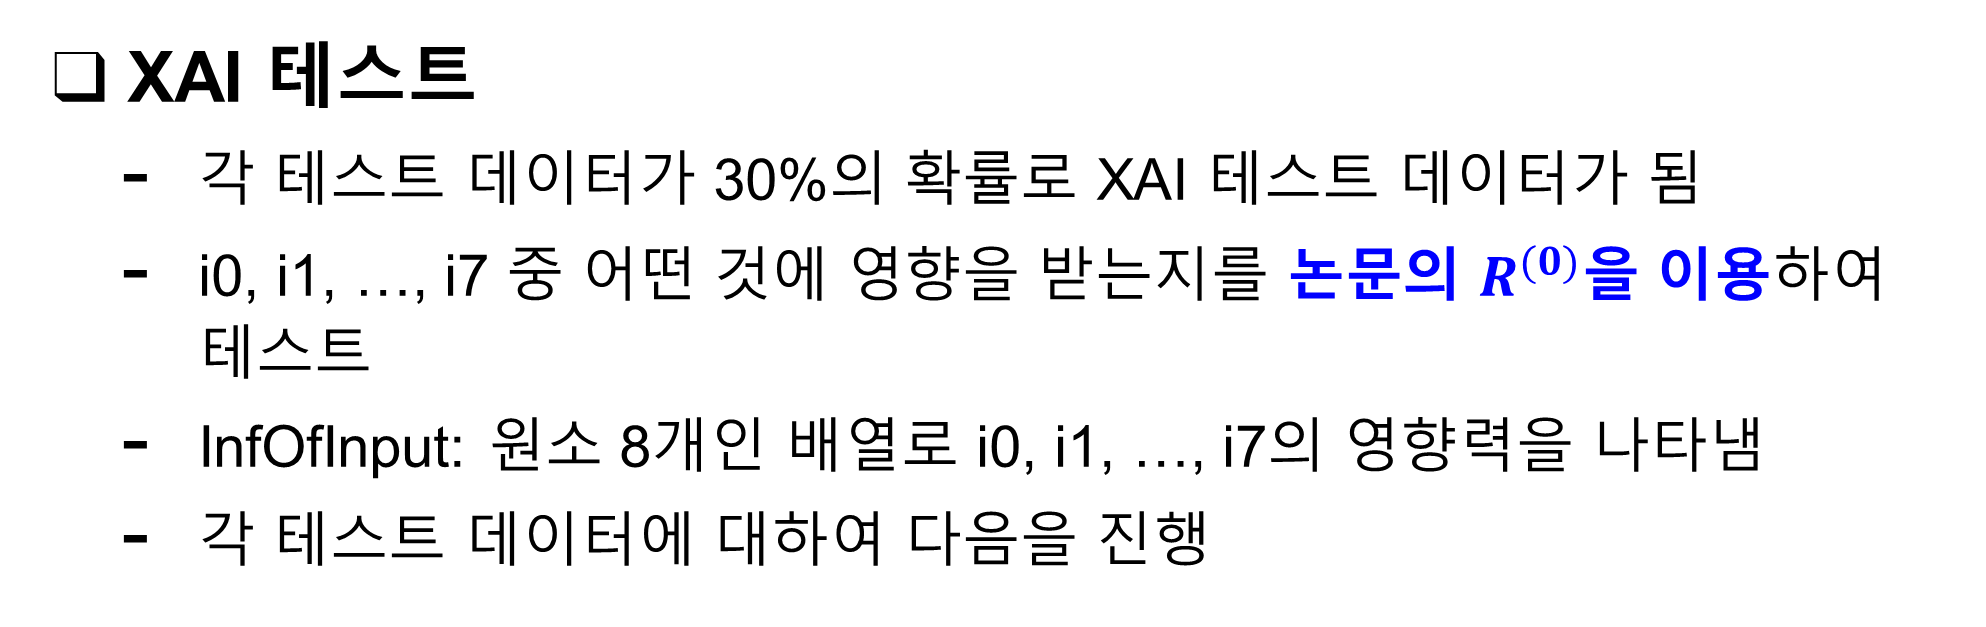 ❑ XAI 테스트
- 각 테스트 데이터가 30%의 확률로 XAI 테스트 데이터가 됨
- i0, i1, …, i7 중 어떤 것에 영향을 받는지를 논문의 R⁽⁰⁾을 이용하여
테스트
- InfOfInput: 원소 8개인 배열로 i0, i1, …, i7의 영향력을 나타냄
- 각 테스트 데이터에 대하여 다음을 진행